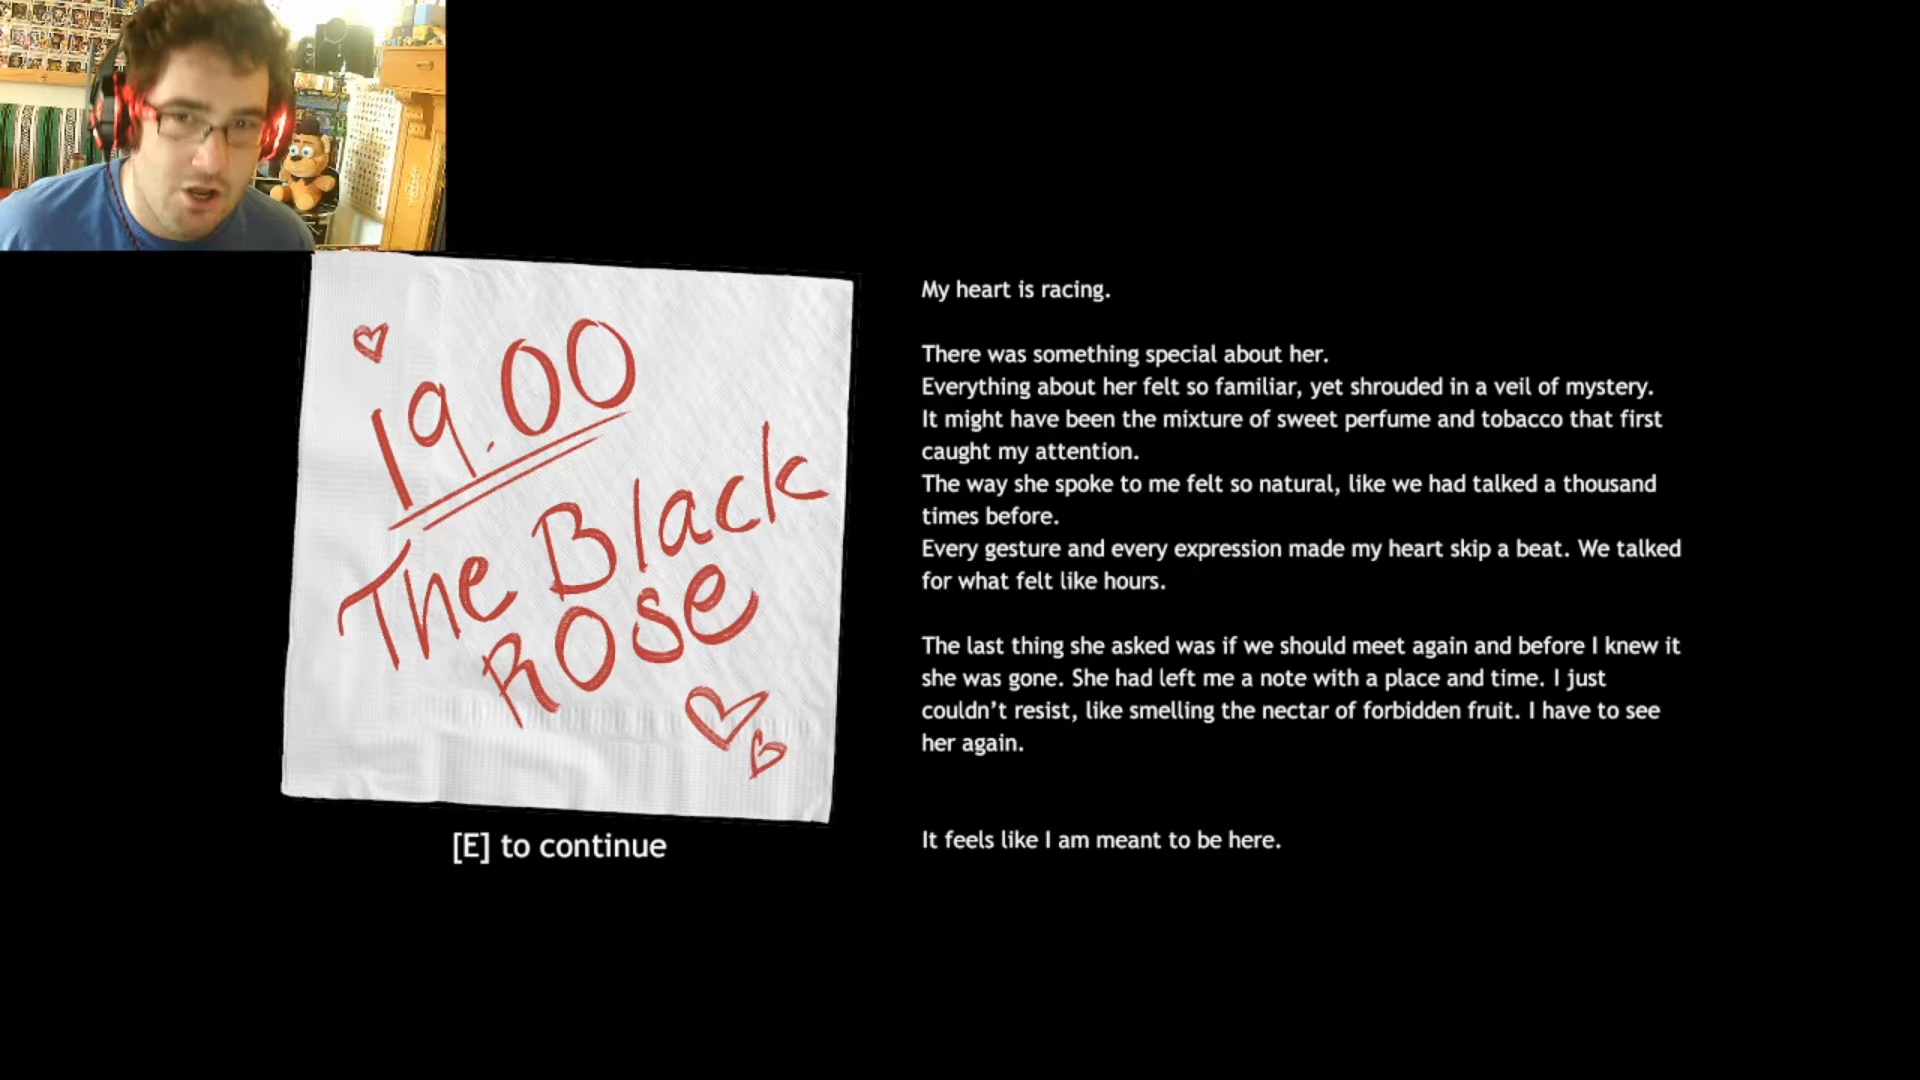 19.00
The Black
Rose
[E] to continue
My heart is racing.
There was something special about her.
Everything about her felt so familiar, yet shrouded in a veil of mystery.
It might have been the mixture of sweet perfume and tobacco that first
caught my attention.
The way she spoke to me felt so natural, like we had talked a thousand
times before.
Every gesture and every expression made my heart skip a beat. We talked
for what felt like hours.
The last thing she asked was if we should meet again and before I knew it
she was gone. She had left me a note with a place and time. I just
couldn’t resist, like smelling the nectar of forbidden fruit. I have to see
her again.
It feels like I am meant to be here.